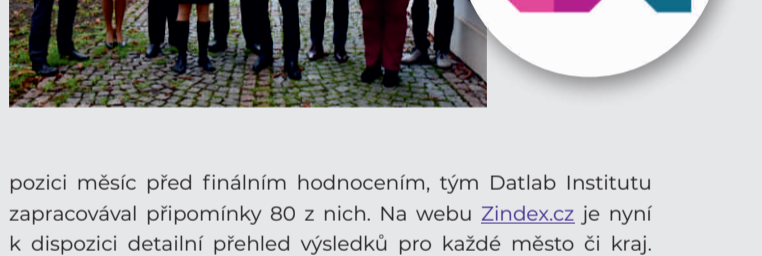 pozici měsíc před finálním hodnocením, tým Datlab Institutu
zapracovával připomínky 80 z nich. Na webu Zindex.cz je nyní
k dispozici detailní přehled výsledků pro každé město či kraj.